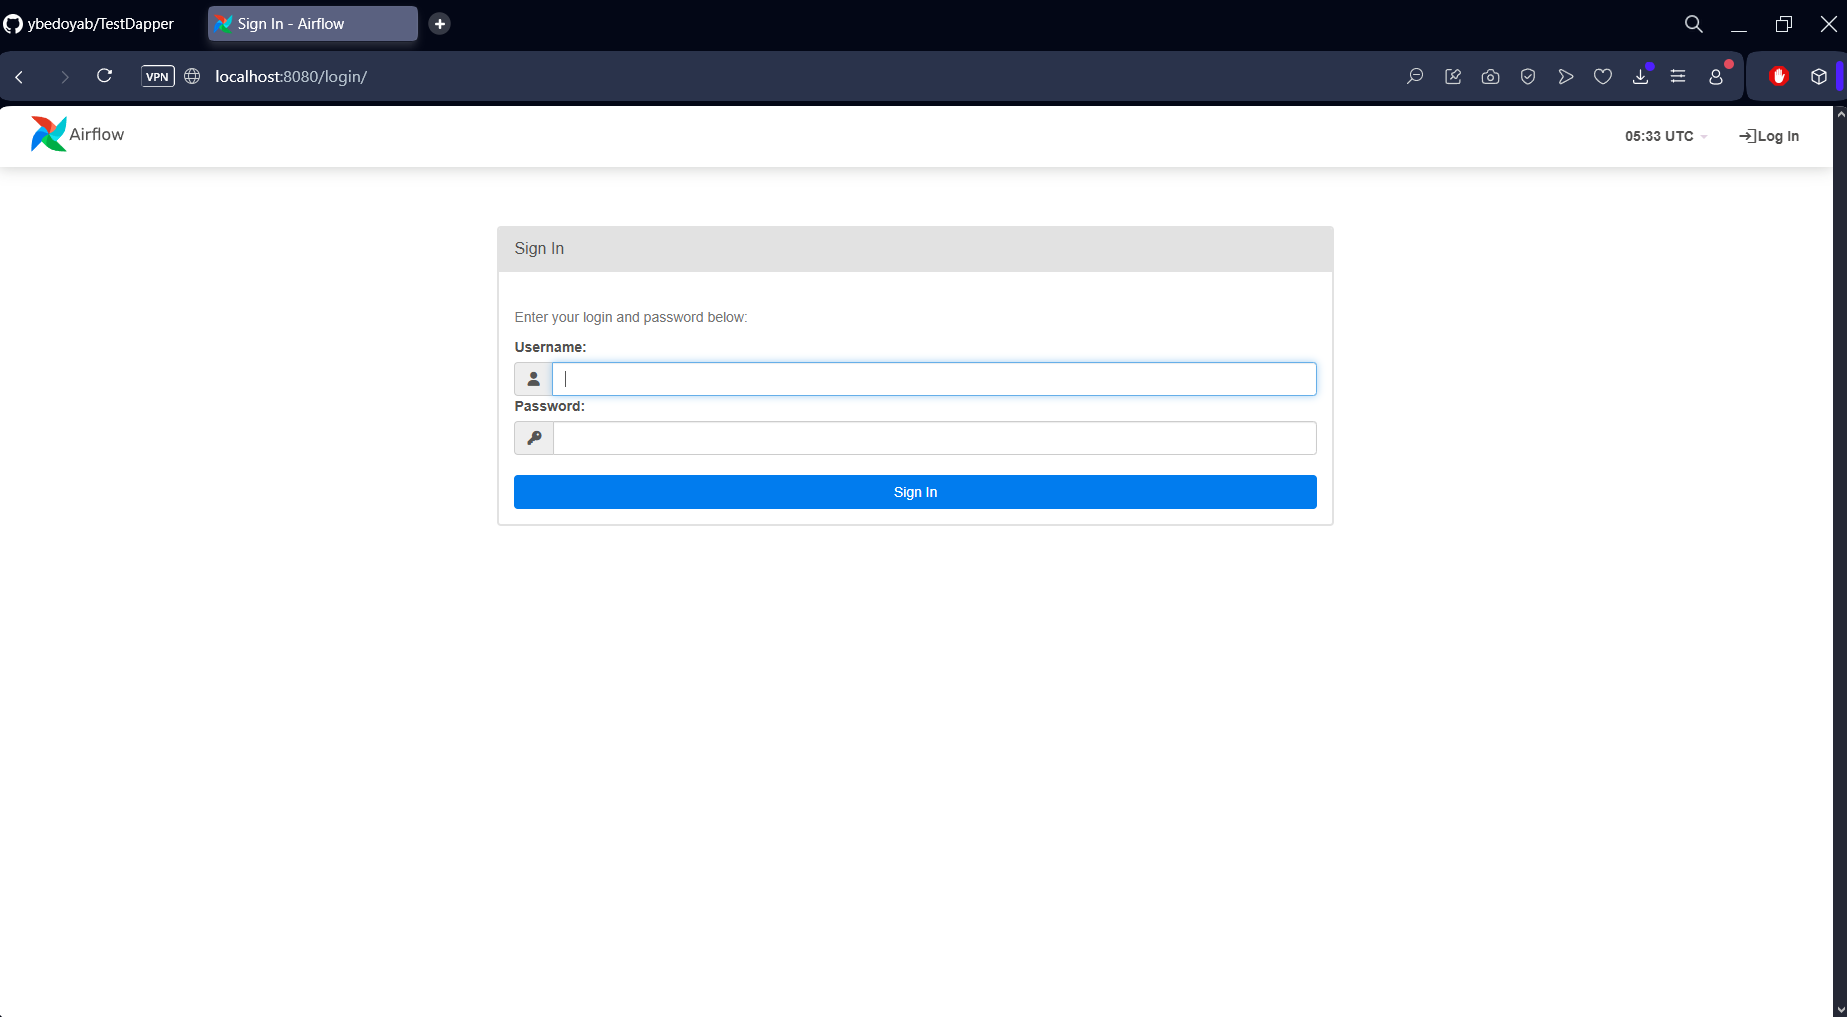 ybedoyab/TestDapper
Sign In - Airflow
VPN
localhost:8080/login/
Airflow
05:33 UTC
Log In
Sign In
Enter your login and password below:
Username:
Password:
Sign In